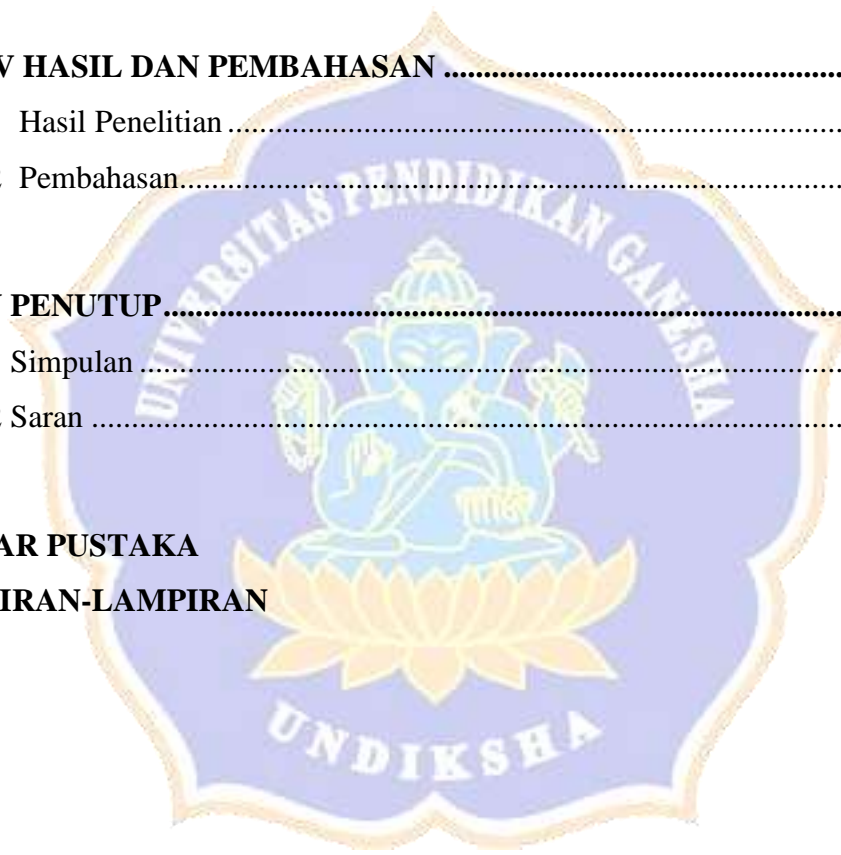 V HASIL DAN PEMBAHASAN ........................................................
Hasil Penelitian ........................................................................................
Pembahasan..............................................................................................
PENUTUP...............................................................................................
Simpulan ...................................................................................................
Saran .........................................................................................................
AR PUSTAKA
IRAN-LAMPIRAN
UNIVERSITAS PENDIDIKAN GANESHA
UNDIKSHA